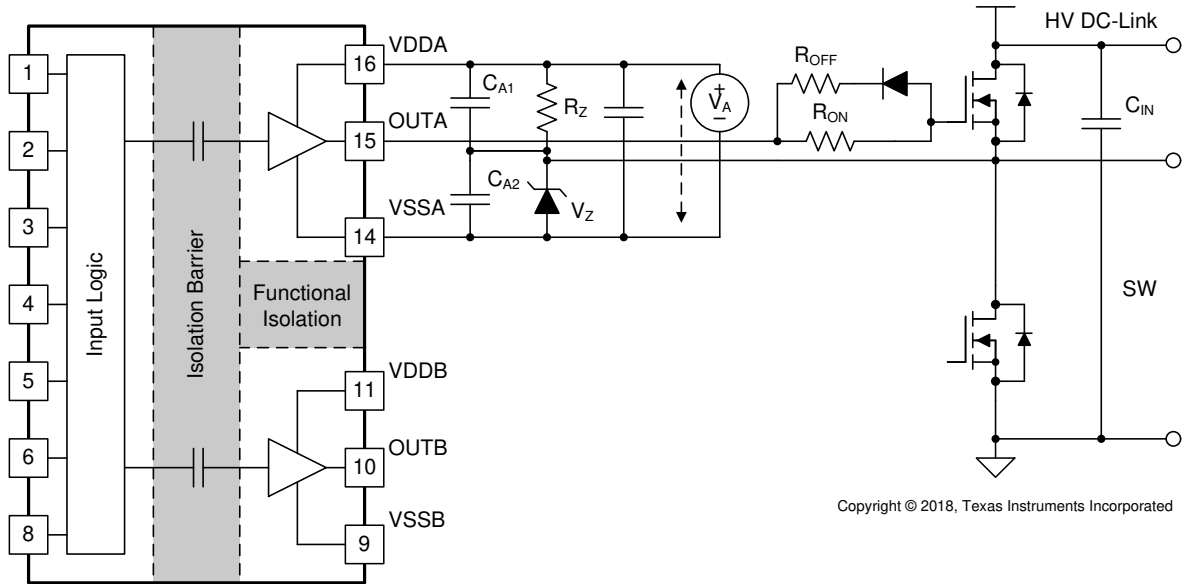 1
2
3
4
5
6
8
Input Logic
Isolation Barrier
Functional
Isolation
16
VDDA
15
OUTA
14
VSSA
11
VDDB
10
OUTB
9
VSSB
C_A1
C_A2
R_Z
V_Z
+
V_A
−
R_OFF
R_ON
HV DC-Link
C_IN
SW
Copyright © 2018, Texas Instruments Incorporated